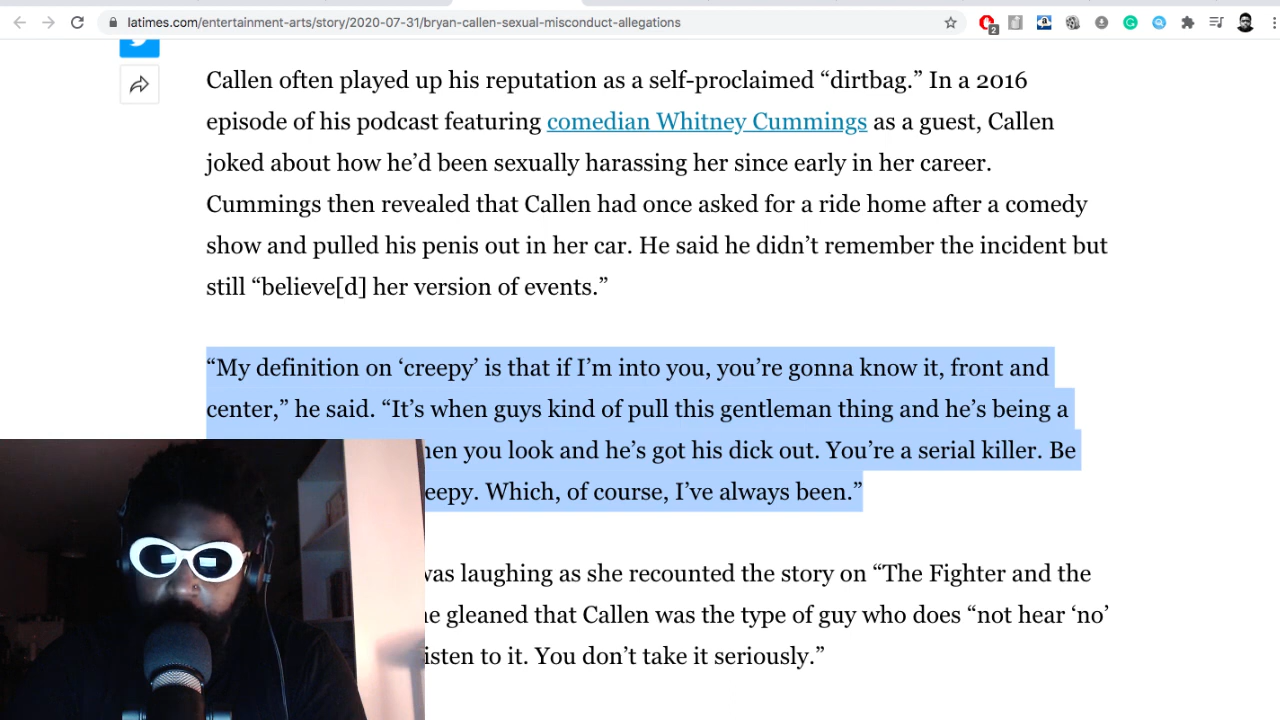 latimes.com/entertainment-arts/story/2020-07-31/bryan-callen-sexual-misconduct-allegations
2
Callen often played up his reputation as a self-proclaimed “dirtbag.” In a 2016
episode of his podcast featuring comedian Whitney Cummings as a guest, Callen
joked about how he’d been sexually harassing her since early in her career.
Cummings then revealed that Callen had once asked for a ride home after a comedy
show and pulled his penis out in her car. He said he didn’t remember the incident but
still “believe[d] her version of events.”
“My definition on ‘creepy’ is that if I’m into you, you’re gonna know it, front and
center,” he said. “It’s when guys kind of pull this gentleman thing and he’s being a
you look and he’s got his dick out. You’re a serial killer. Be
Which, of course, I’ve always been.”
was laughing as she recounted the story on “The Fighter and the
gleaned that Callen was the type of guy who does “not hear ‘no’
to it. You don’t take it seriously.”